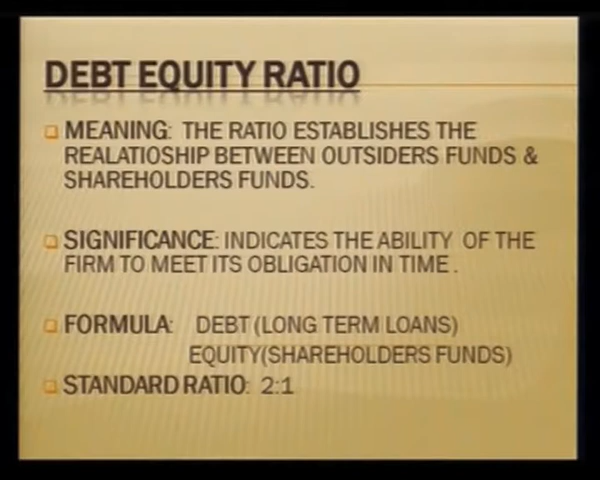 DEBT EQUITY RATIO
MEANING: THE RATIO ESTABLISHES THE
REALATIOSHIP BETWEEN OUTSIDERS FUNDS &
SHAREHOLDERS FUNDS.
SIGNIFICANCE: INDICATES THE ABILITY OF THE
FIRM TO MEET ITS OBLIGATION IN TIME .
FORMULA: DEBT (LONG TERM LOANS)
EQUITY(SHAREHOLDERS FUNDS)
STANDARD RATIO: 2:1